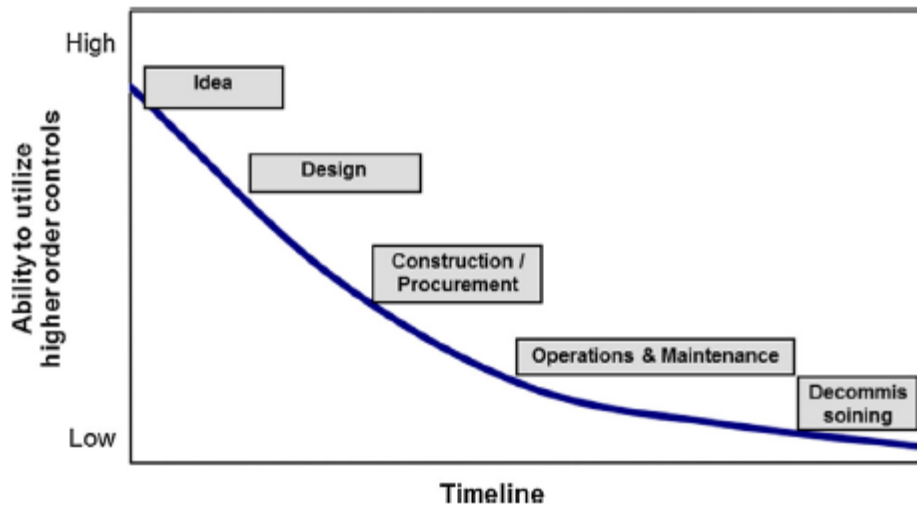 High
Idea
Design
Ability to utilize
higher order controls
Construction /
Procurement
Operations & Maintenance
Decommis
soining
Low
Timeline